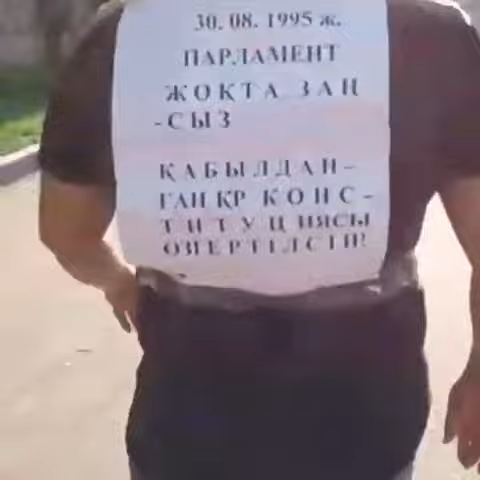 30. 08. 1995 ж.
ПАРЛАМЕНТ
ЖОҚТА ЗАҢ
-СЫЗ
ҚАБЫЛДАН-
ҒАН ҚР КОНС-
ТИТУЦИЯСЫ
ӨЗГЕРТІЛСІН!